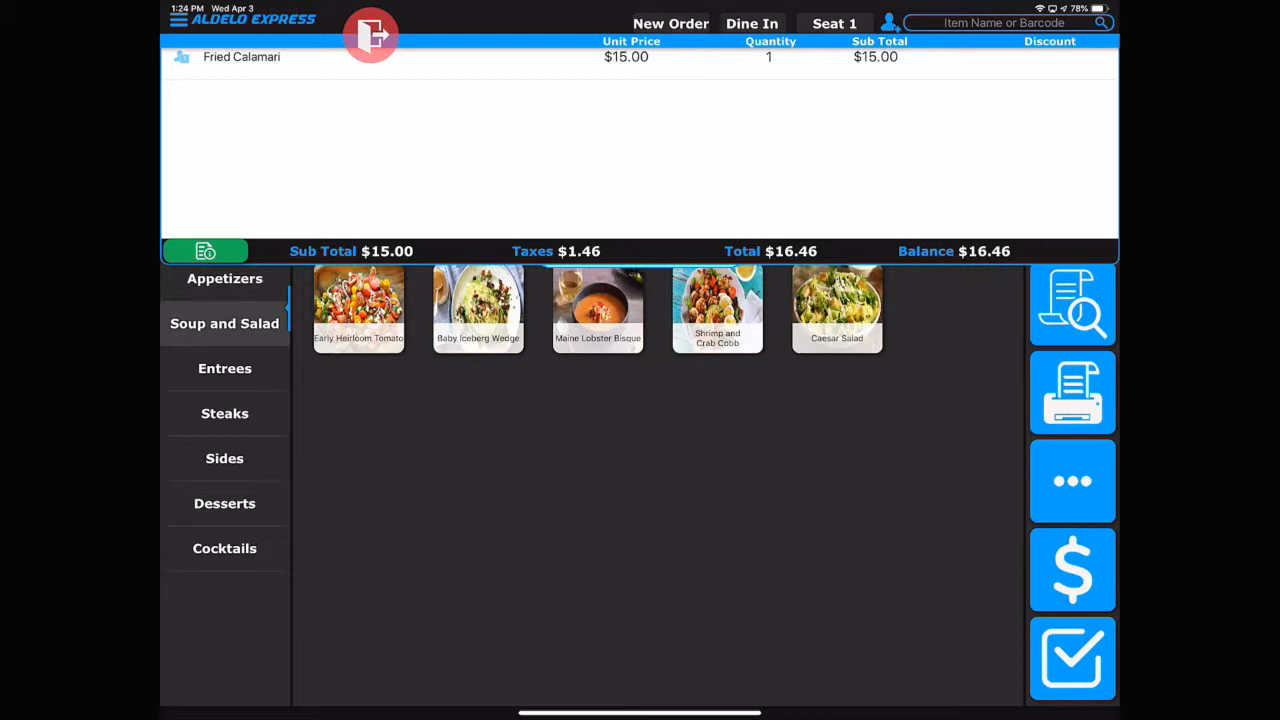 1:24 PM Wed Apr 3
78%
ALDELO EXPRESS
New Order Dine In Seat 1 Item Name or Barcode
Unit Price Quantity Sub Total Discount
Fried Calamari $15.00 1 $15.00
Sub Total $15.00 Taxes $1.46 Total $16.46 Balance $16.46
Appetizers
Soup and Salad
Entrees
Steaks
Sides
Desserts
Cocktails
Early Heirloom Tomato
Baby Iceberg Wedge
Maine Lobster Bisque
Shrimp and
Crab Cobb
Caesar Salad
$